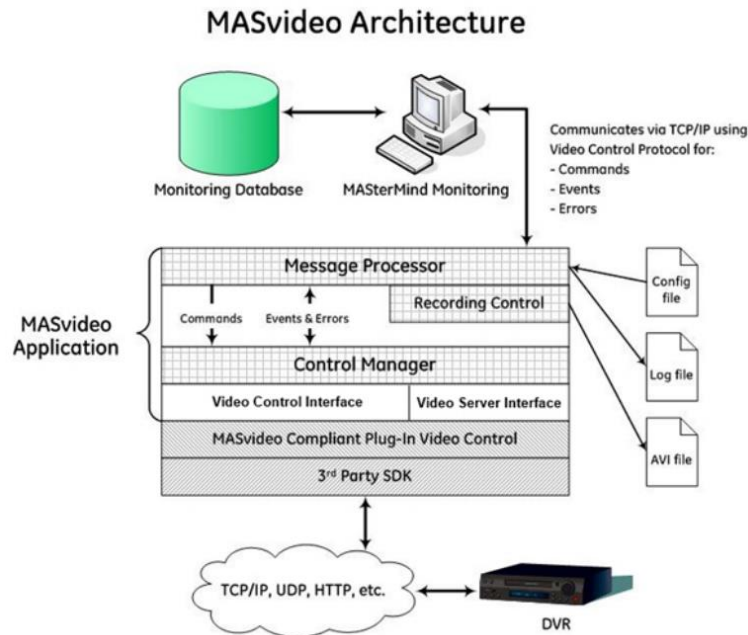 MASvideo Architecture
Monitoring Database
MASterMind Monitoring
Communicates via TCP/IP using
Video Control Protocol for:
- Commands
- Events
- Errors
MASvideo
Application
Message Processor
Recording Control
Commands
Events & Errors
Control Manager
Video Control Interface
Video Server Interface
MASvideo Compliant Plug-In Video Control
3rd Party SDK
Config
file
Log file
AVI file
TCP/IP, UDP, HTTP, etc.
DVR